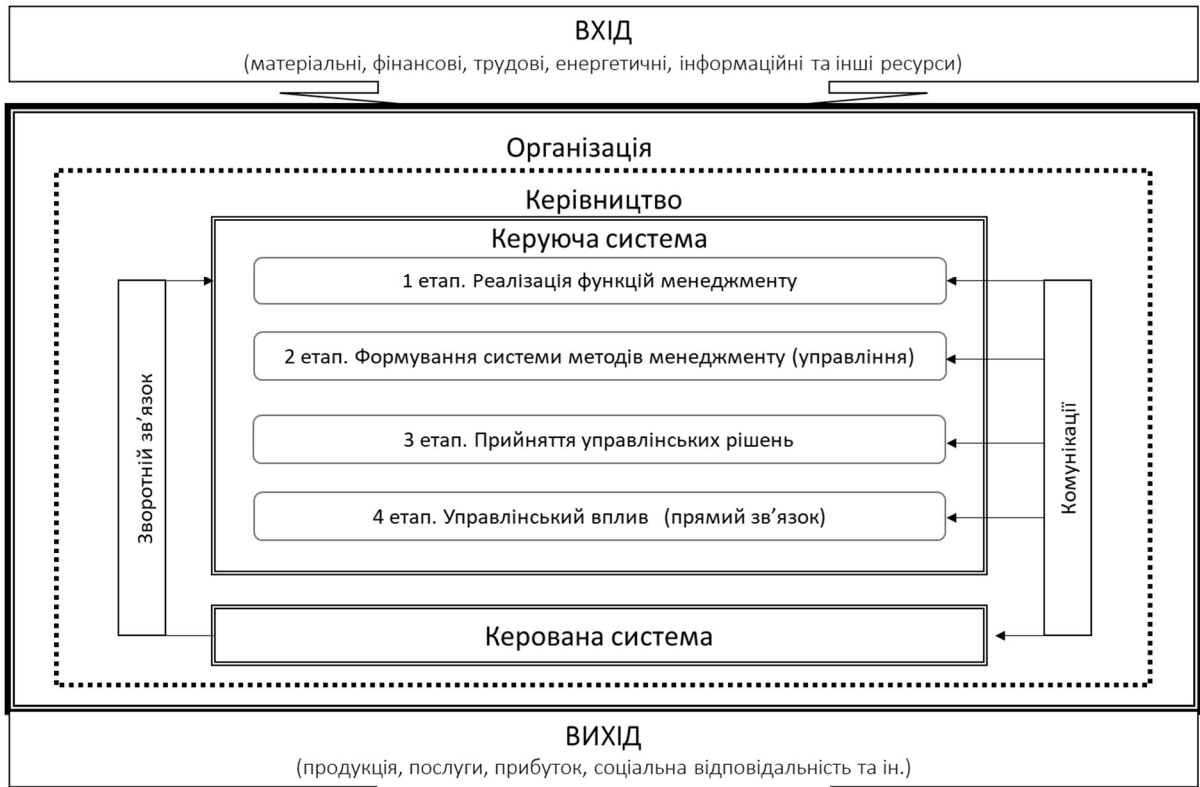 ВХІД
(матеріальні, фінансові, трудові, енергетичні, інформаційні та інші ресурси)
Організація
Керівництво
Керуюча система
1 етап. Реалізація функцій менеджменту
2 етап. Формування системи методів менеджменту (управління)
3 етап. Прийняття управлінських рішень
4 етап. Управлінський вплив (прямий зв’язок)
Зворотній зв’язок
Комунікації
Керована система
ВИХІД
(продукція, послуги, прибуток, соціальна відповідальність та ін.)